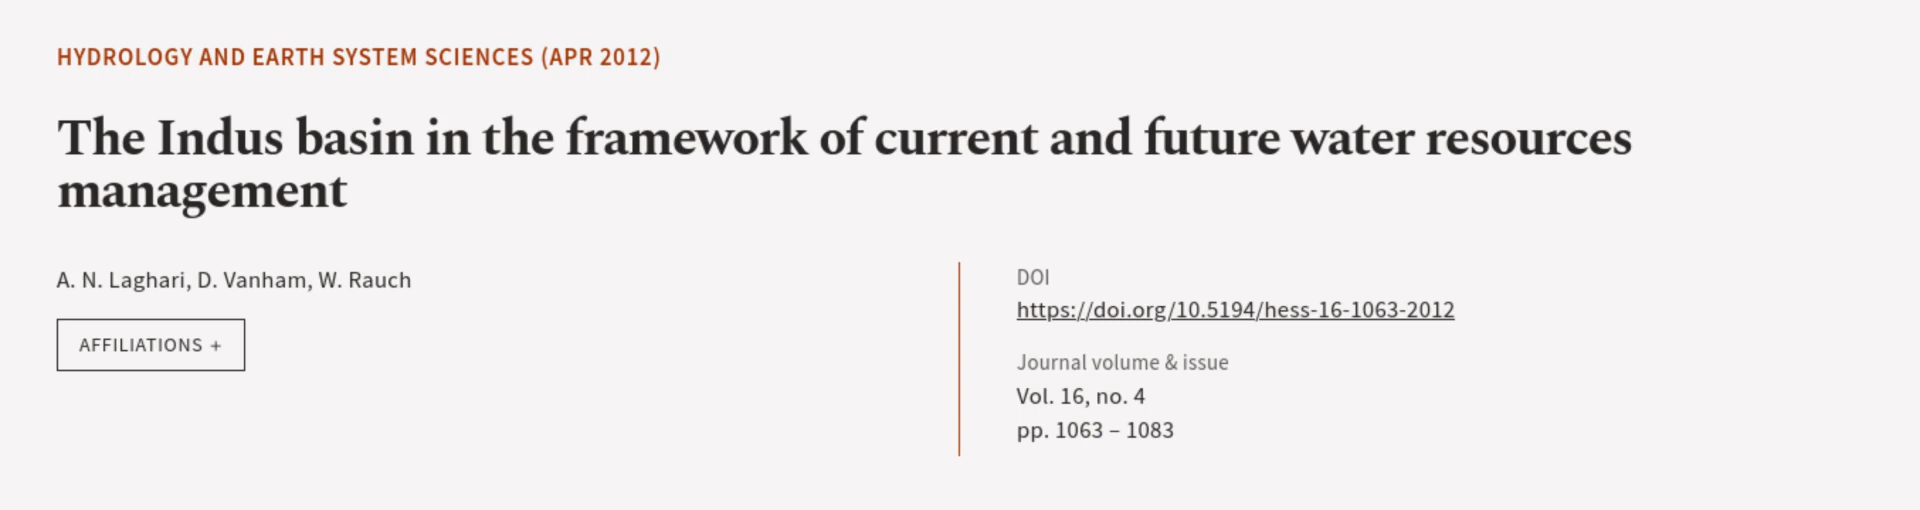 HYDROLOGY AND EARTH SYSTEM SCIENCES (APR 2012)
The Indus basin in the framework of current and future water resources
management
A. N. Laghari, D. Vanham, W. Rauch
AFFILIATIONS +
DOI
https://doi.org/10.5194/hess-16-1063-2012
Journal volume & issue
Vol. 16, no. 4
pp. 1063 – 1083